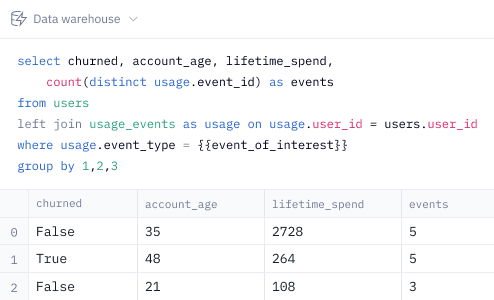 Data warehouse
select churned, account_age, lifetime_spend,
count(distinct usage.event_id) as events
from users
left join usage_events as usage on usage.user_id = users.user_id
where usage.event_type = {{event_of_interest}}
group by 1,2,3
churned account_age lifetime_spend events
0 False 35 2728 5
1 True 48 264 5
2 False 21 108 3